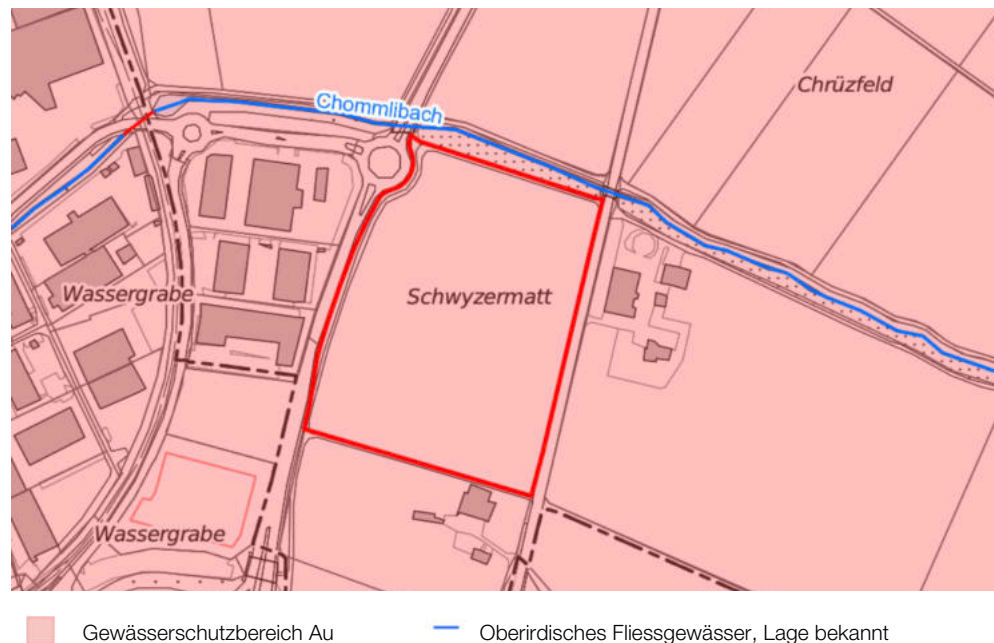 Chrüzfeld
Chommlibach
Wassergrabe
Schwyzermatt
Wassergrabe
Gewässerschutzbereich Au
Oberirdisches Fliessgewässer, Lage bekannt